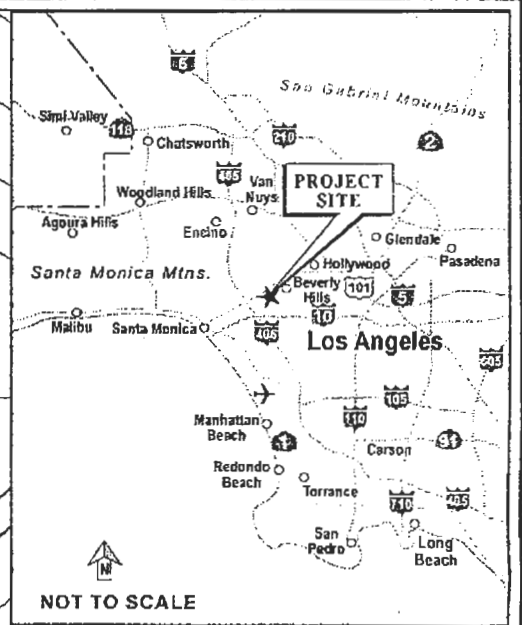 5
San Gabriel Mountains
Simi Valley
118
Chatsworth
210
2
405
Van
Nuys
PROJECT
SITE
Woodland Hills
Agoura Hills
Encino
Glendale
Pasadena
Hollywood
Santa Monica Mtns.
Beverly
Hills
101
5
10
Malibu
Santa Monica
405
Los Angeles
605
105
110
Manhattan
Beach
1
Carson
91
Redondo
Beach
Torrance
710
405
San
Pedro
Long
Beach
N
NOT TO SCALE